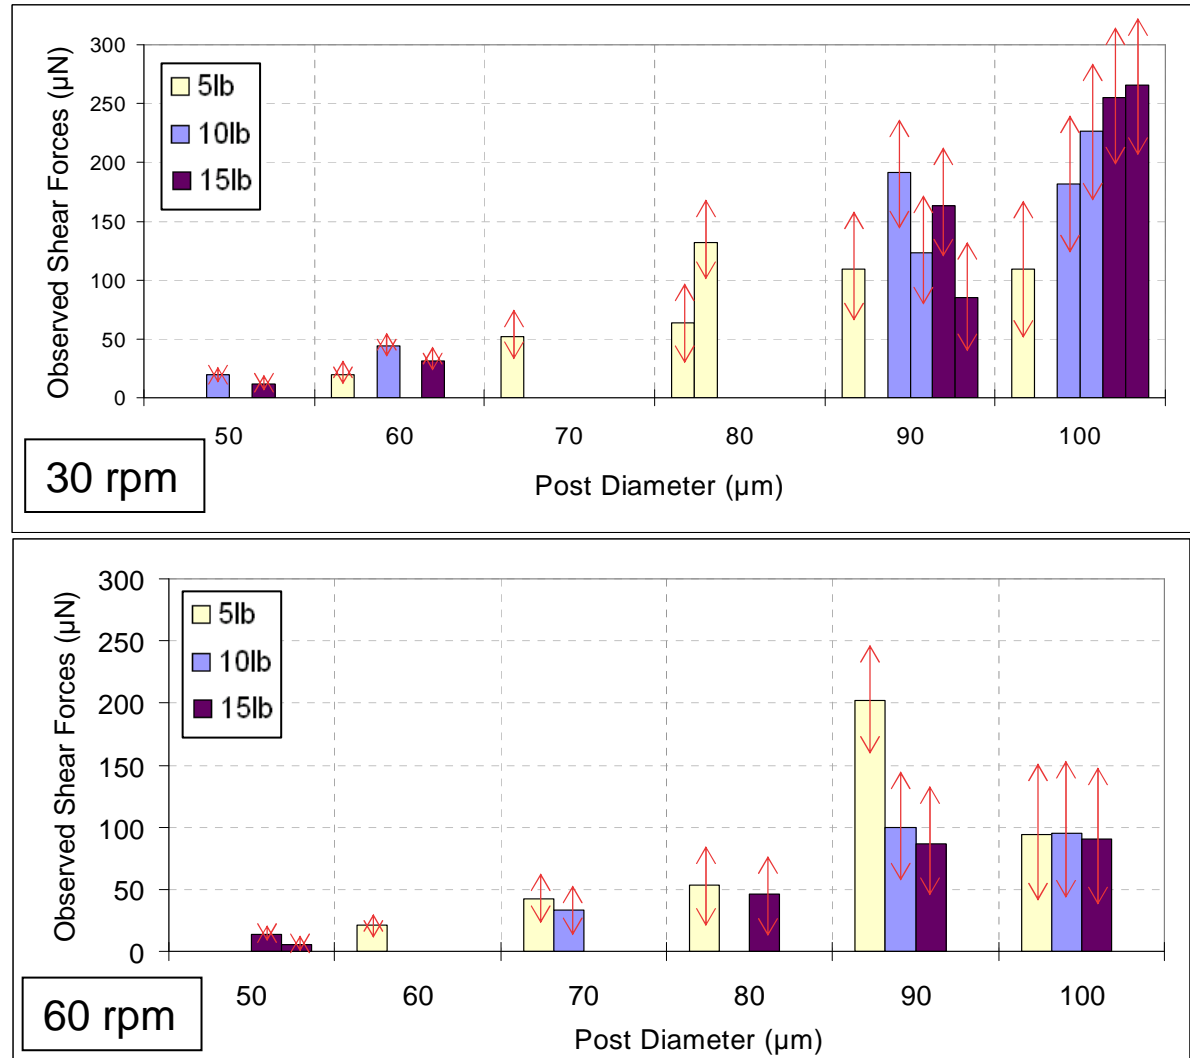 300
250
200
150
100
50
0
Observed Shear Forces (µN)
5lb
10lb
15lb
50 60 70 80 90 100
Post Diameter (µm)
30 rpm
300
250
200
150
100
50
0
Observed Shear Forces (µN)
5lb
10lb
15lb
50 60 70 80 90 100
Post Diameter (µm)
60 rpm